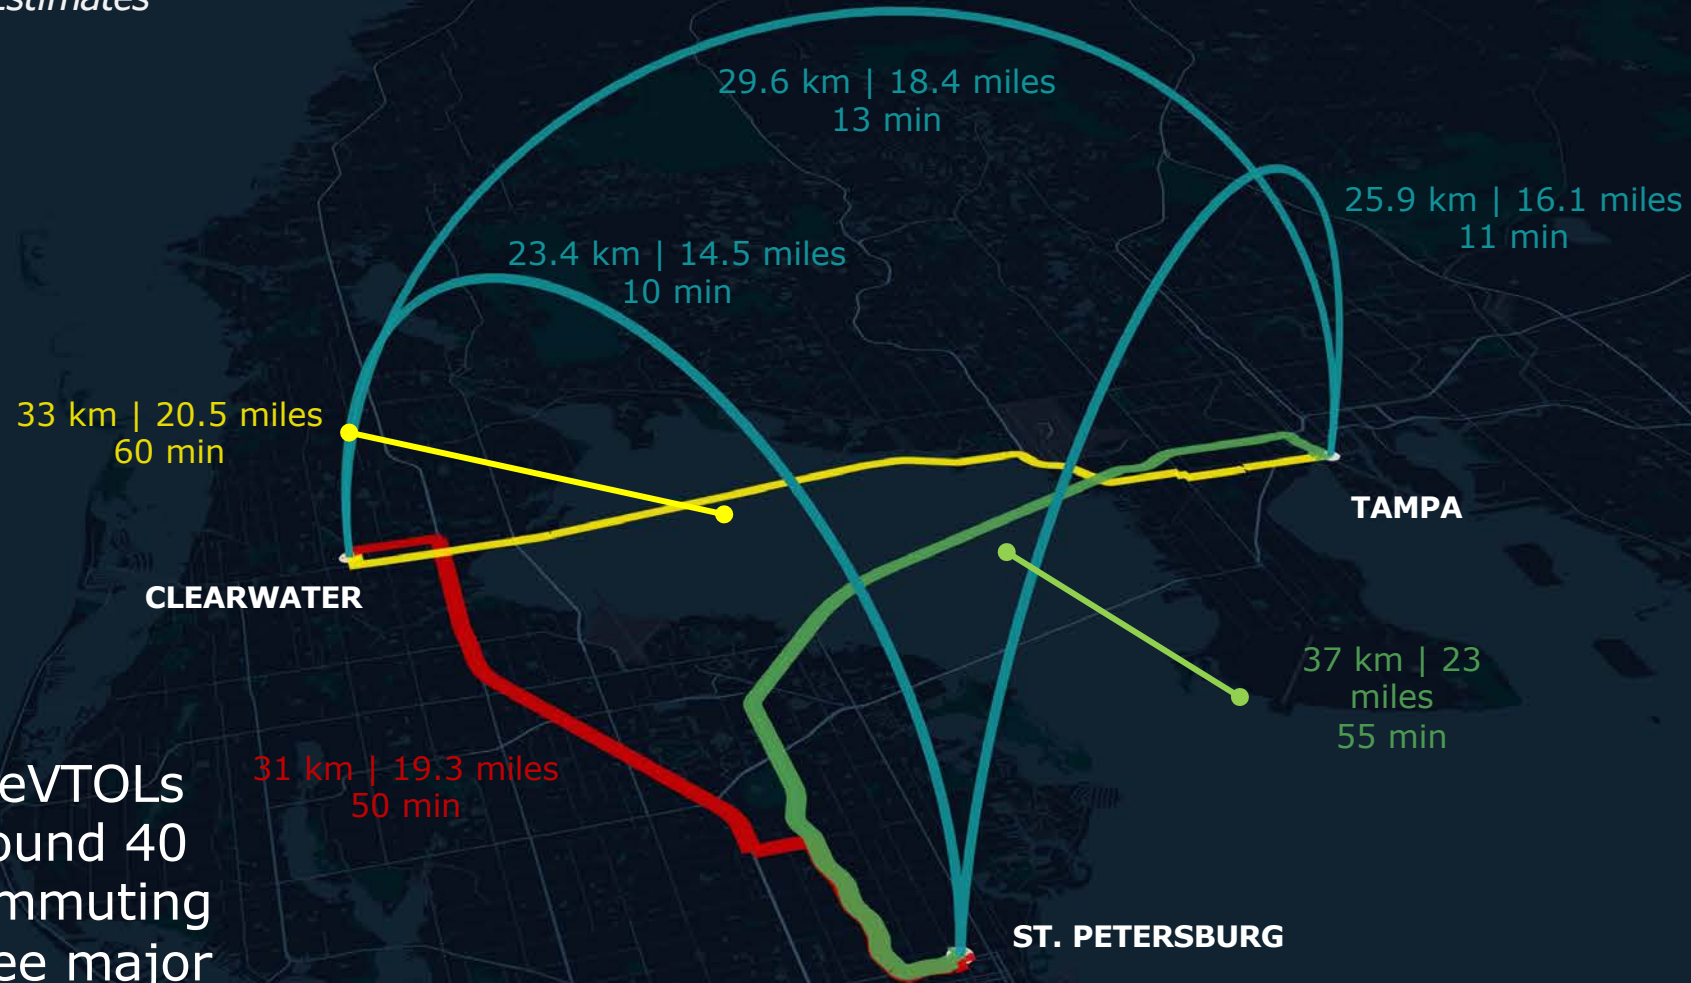 Estimates
29.6 km | 18.4 miles
13 min
25.9 km | 16.1 miles
11 min
23.4 km | 14.5 miles
10 min
33 km | 20.5 miles
60 min
TAMPA
CLEARWATER
37 km | 23
miles
55 min
31 km | 19.3 miles
50 min
eVTOLs
ound 40
mmuting
ee major
ST. PETERSBURG